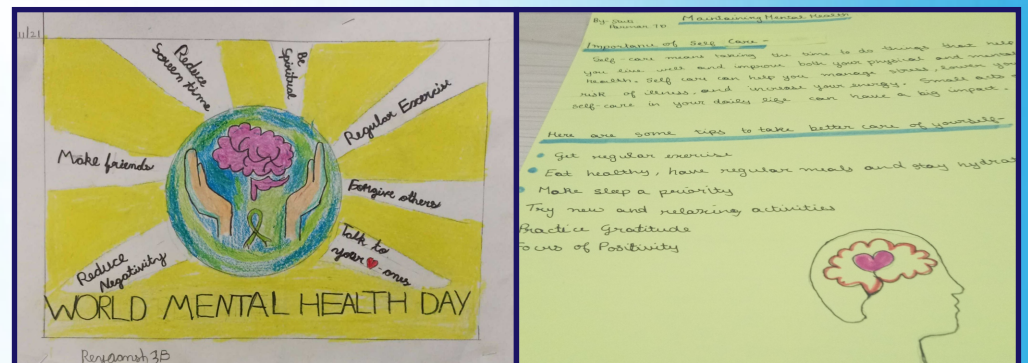 11/21
Reduce
Screen time
Be
Spiritual
Regular Exercise
Make friends
Forgive others
Talk to
your ❤ ones
Reduce
Negativity
WORLD MENTAL HEALTH DAY
3B
By-
Parmar 7B
Maintaining Mental Health
Importance of Self-Care-
Self-care means taking the time to do things that help
you live well and improve both your physical and mental
health. Self care can help you manage stress, lower you
risk of illness, and increase your energy. Small acts
self-care in your daily life can have a big impact.
Here are some tips to take better care of yourself-
• Get regular exercise
• Eat healthy, have regular meals and stay hydrat
• Make sleep a priority
Try new and relaxing activities
Practice Gratitude
Focus of Positivity